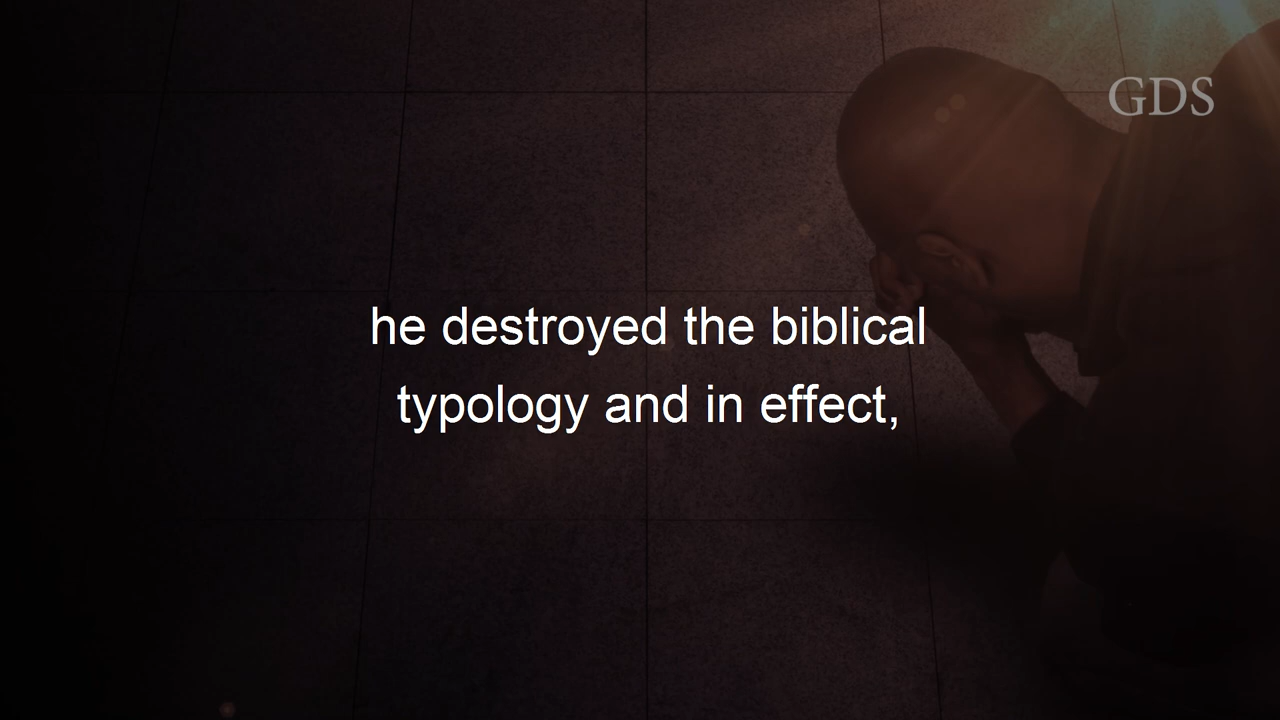 GDS
he destroyed the biblical
typology and in effect,